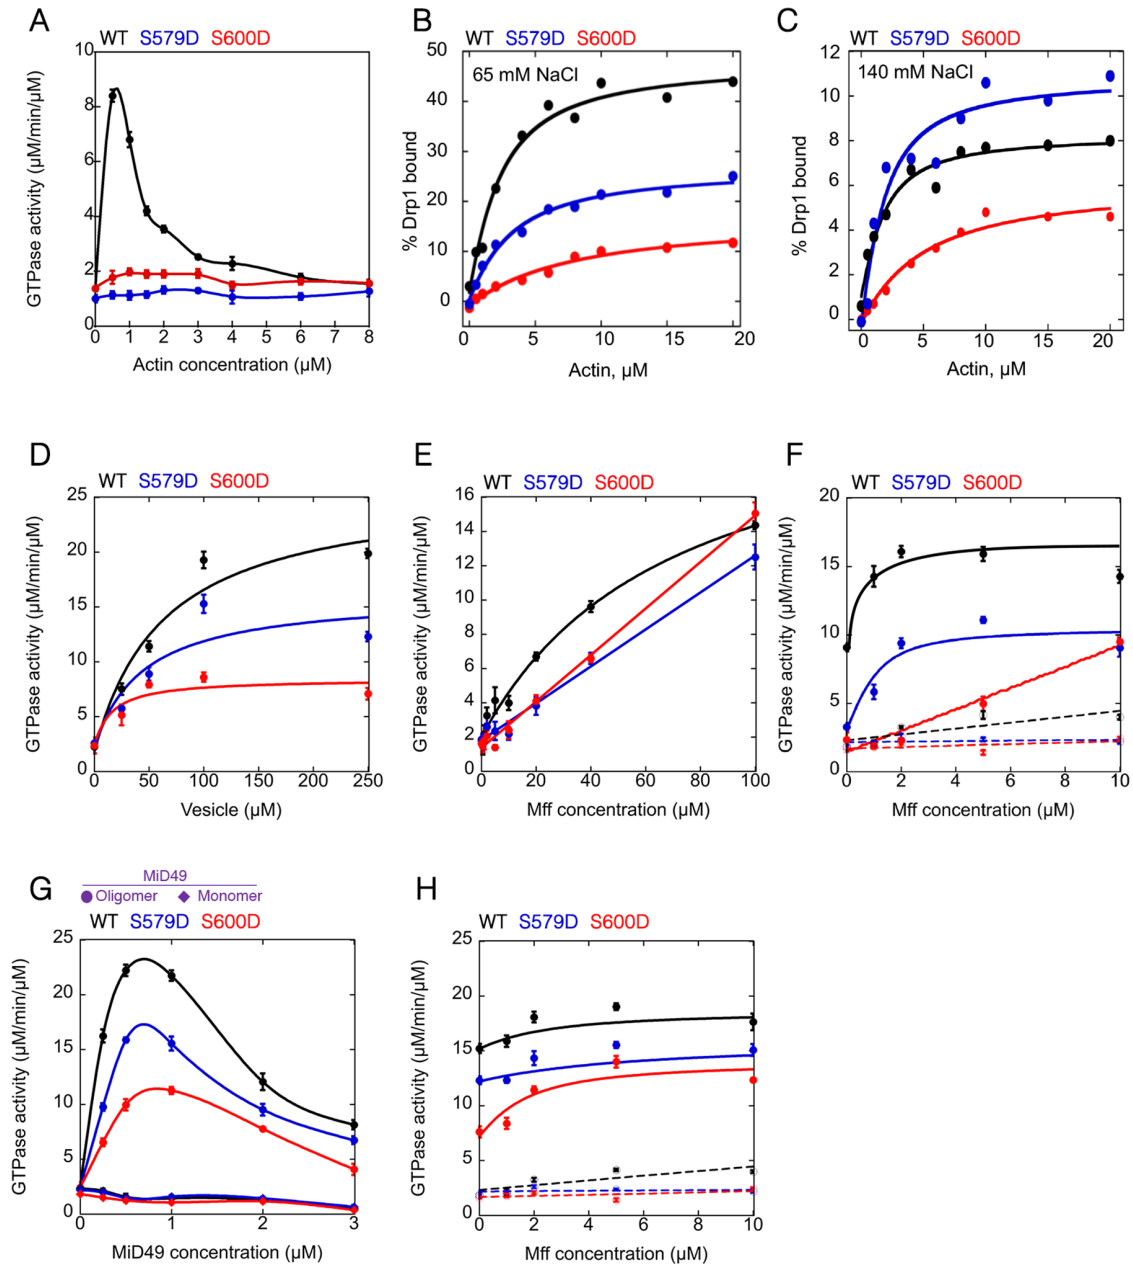 A
WT S579D S600D
10
8
6
4
2
0
0 1 2 3 4 5 6 7 8
GTPase activity (µM/min/µM)
Actin concentration (µM)
B
WT S579D S600D
65 mM NaCl
50
40
30
20
10
0
0 5 10 15 20
% Drp1 bound
Actin, µM
C
WT S579D S600D
140 mM NaCl
12
10
8
6
4
2
0
0 5 10 15 20
% Drp1 bound
Actin, µM
D
WT S579D S600D
25
20
15
10
5
0
0 50 100 150 200 250
GTPase activity (µM/min/µM)
Vesicle (µM)
E
WT S579D S600D
16
14
12
10
8
6
4
2
0
0 20 40 60 80 100
GTPase activity (µM/min/µM)
Mff concentration (µM)
F
WT S579D S600D
20
15
10
5
0
0 2 4 6 8 10
GTPase activity (µM/min/µM)
Mff concentration (µM)
G
MiD49
Oligomer Monomer
WT S579D S600D
25
20
15
10
5
0
0 1 2 3
GTPase activity (µM/min/µM)
MiD49 concentration (µM)
H
WT S579D S600D
25
20
15
10
5
0
0 2 4 6 8 10
GTPase activity (µM/min/µM)
Mff concentration (µM)